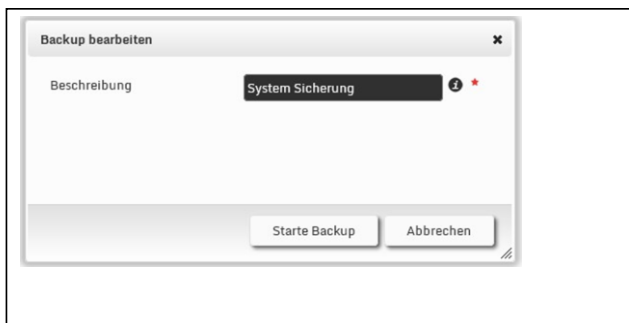 Backup bearbeiten
Beschreibung System Sicherung *
Starte Backup Abbrechen